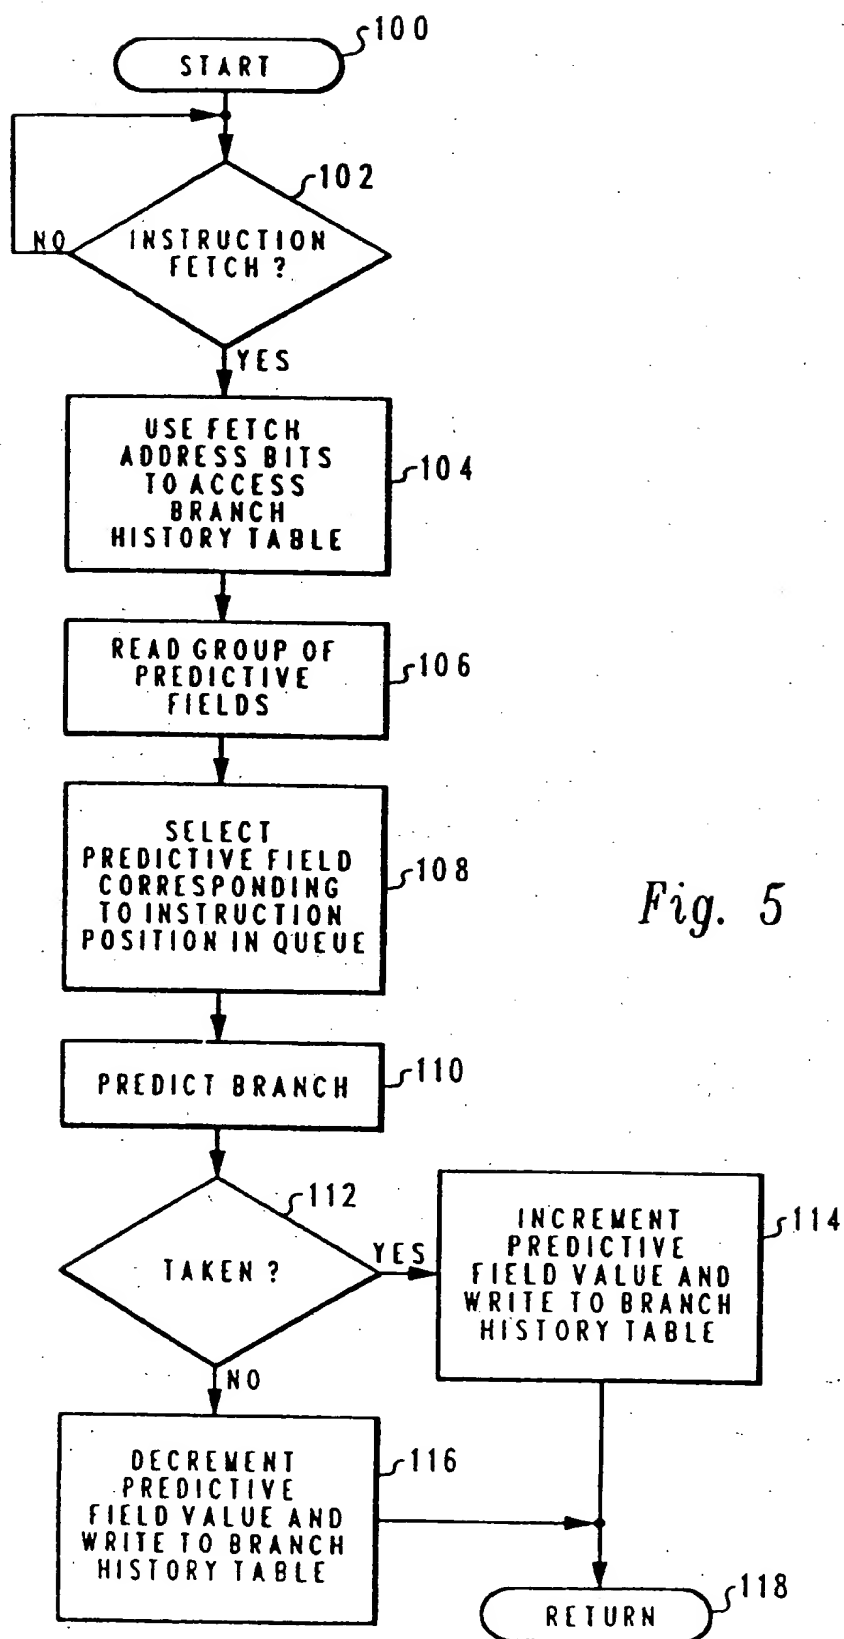 100
START
102
NO
INSTRUCTION
FETCH ?
YES
USE FETCH
ADDRESS BITS
TO ACCESS
BRANCH
HISTORY TABLE
104
READ GROUP OF
PREDICTIVE
FIELDS
106
SELECT
PREDICTIVE FIELD
CORRESPONDING
TO INSTRUCTION
POSITION IN QUEUE
108
Fig. 5
PREDICT BRANCH
110
112
TAKEN ?
YES
INCREMENT
PREDICTIVE
FIELD VALUE AND
WRITE TO BRANCH
HISTORY TABLE
114
NO
DECREMENT
PREDICTIVE
FIELD VALUE AND
WRITE TO BRANCH
HISTORY TABLE
116
118
RETURN